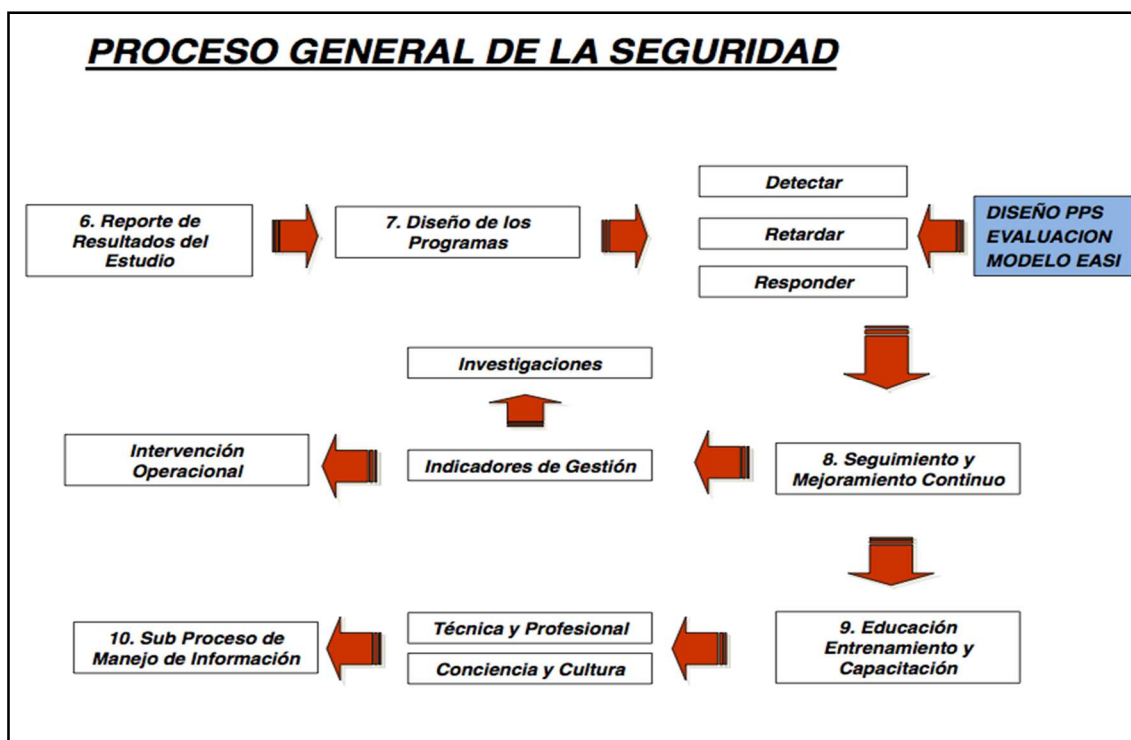 PROCESO GENERAL DE LA SEGURIDAD
6. Reporte de
Resultados del
Estudio
7. Diseño de los
Programas
Detectar
Retardar
Responder
DISEÑO PPS
EVALUACION
MODELO EASI
Investigaciones
Intervención
Operacional
Indicadores de Gestión
8. Seguimiento y
Mejoramiento Continuo
10. Sub Proceso de
Manejo de Información
Técnica y Profesional
Conciencia y Cultura
9. Educación
Entrenamiento y
Capacitación